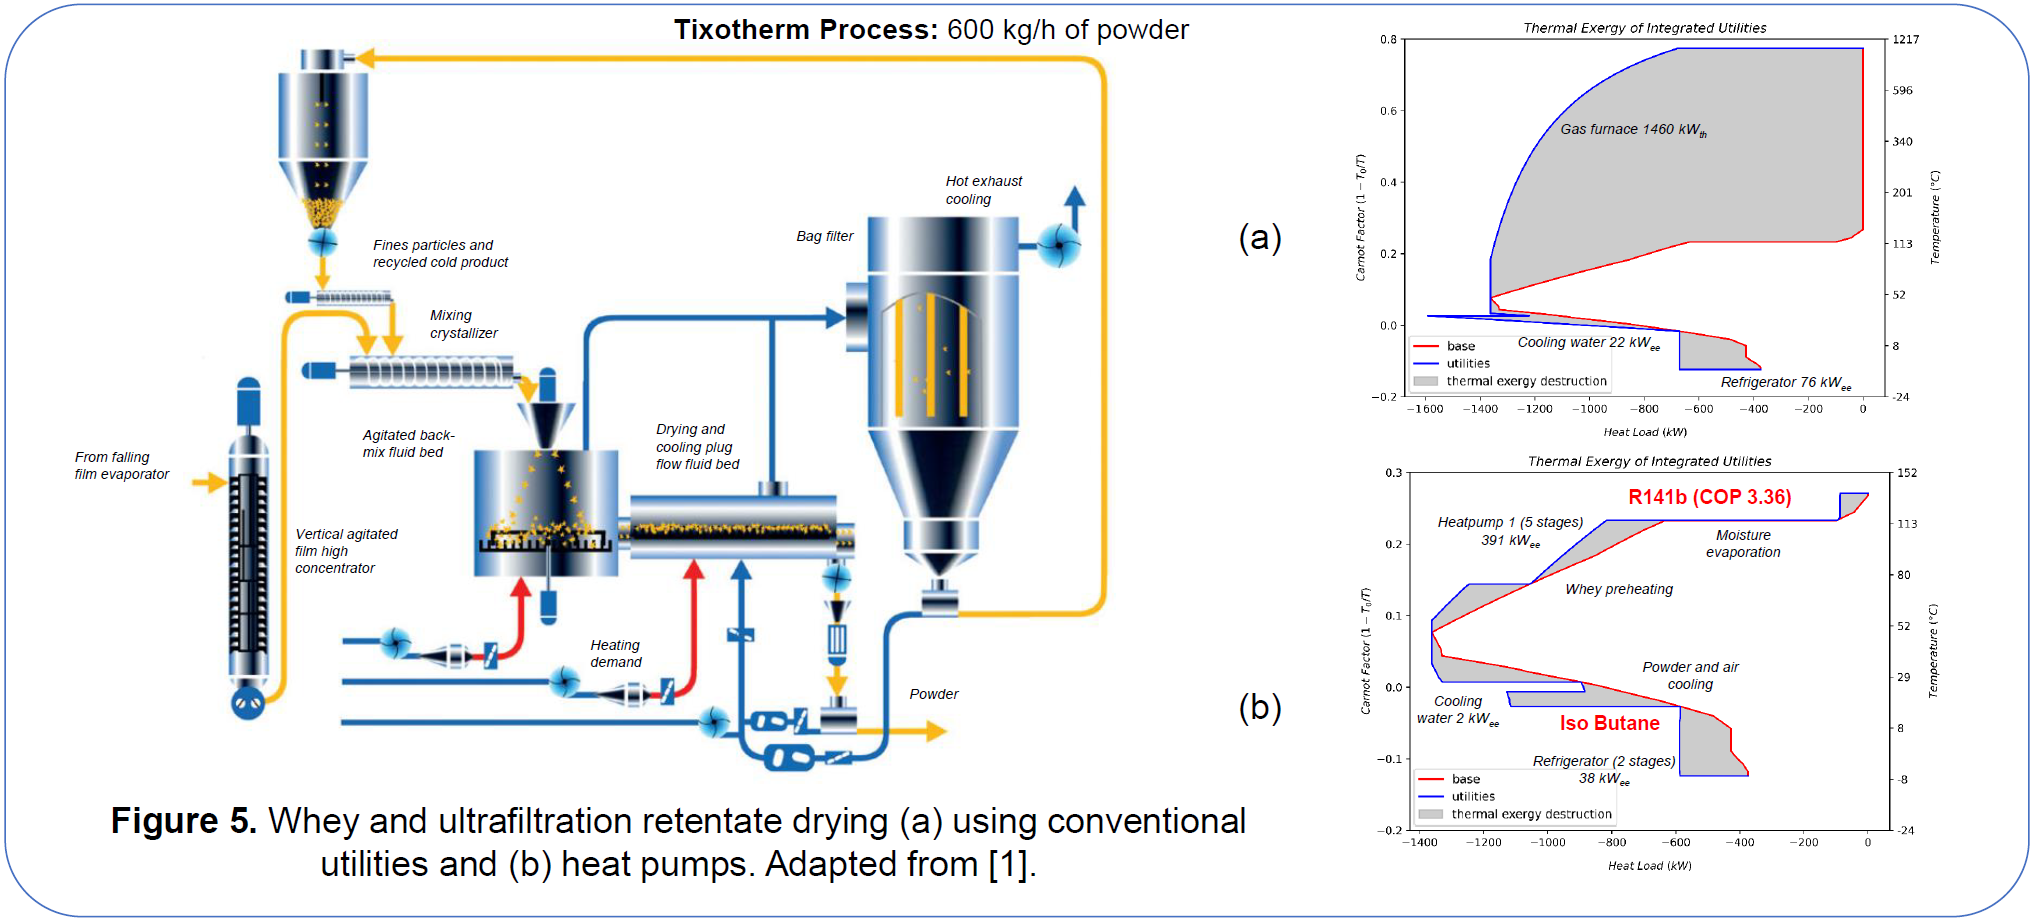 Tixotherm Process: 600 kg/h of powder
Hot exhaust
cooling
Bag filter
Fines particles and
recycled cold product
Mixing
crystallizer
Agitated back-
mix fluid bed
Drying and
cooling plug
flow fluid bed
From falling
film evaporator
Vertical agitated
film high
concentrator
Heating
demand
Powder
(a)
Thermal Exergy of Integrated Utilities
Carnot Factor (1 − T0/T)
0.8
0.6
0.4
0.2
0.0
−0.2
1217
596
340
201
113
52
8
-24
Temperature (°C)
Gas furnace 1460 kWth
Cooling water 22 kWee
Refrigerator 76 kWee
base
utilities
thermal exergy destruction
−1600 −1400 −1200 −1000 −800 −600 −400 −200 0
Heat Load (kW)
(b)
Thermal Exergy of Integrated Utilities
Carnot Factor (1 − T0/T)
0.3
0.2
0.1
0.0
−0.1
−0.2
152
113
80
52
29
8
-8
-24
Temperature (°C)
R141b (COP 3.36)
Heatpump 1 (5 stages)
391 kWee
Moisture
evaporation
Whey preheating
Powder and air
cooling
Cooling
water 2 kWee
Iso Butane
Refrigerator (2 stages)
38 kWee
base
utilities
thermal exergy destruction
−1400 −1200 −1000 −800 −600 −400 −200 0
Heat Load (kW)
Figure 5. Whey and ultrafiltration retentate drying (a) using conventional
utilities and (b) heat pumps. Adapted from [1].